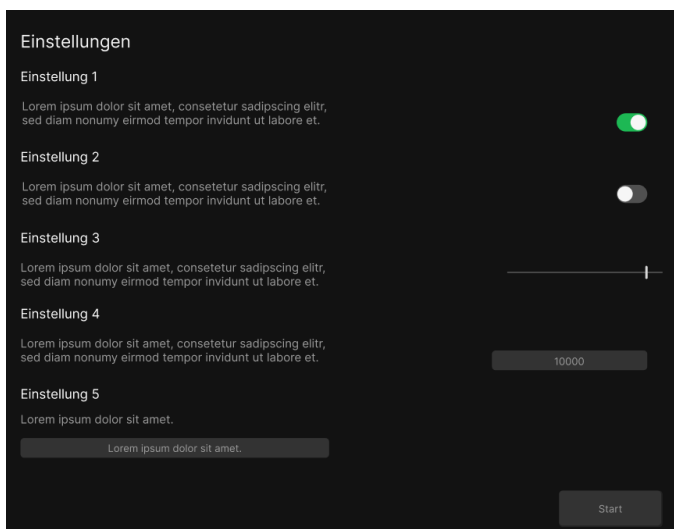 Einstellungen
Einstellung 1
Lorem ipsum dolor sit amet, consetetur sadipscing elitr,
sed diam nonumy eirmod tempor invidunt ut labore et.
Einstellung 2
Lorem ipsum dolor sit amet, consetetur sadipscing elitr,
sed diam nonumy eirmod tempor invidunt ut labore et.
Einstellung 3
Lorem ipsum dolor sit amet, consetetur sadipscing elitr,
sed diam nonumy eirmod tempor invidunt ut labore et.
Einstellung 4
Lorem ipsum dolor sit amet, consetetur sadipscing elitr,
sed diam nonumy eirmod tempor invidunt ut labore et.
10000
Einstellung 5
Lorem ipsum dolor sit amet.
Lorem ipsum dolor sit amet.
Start